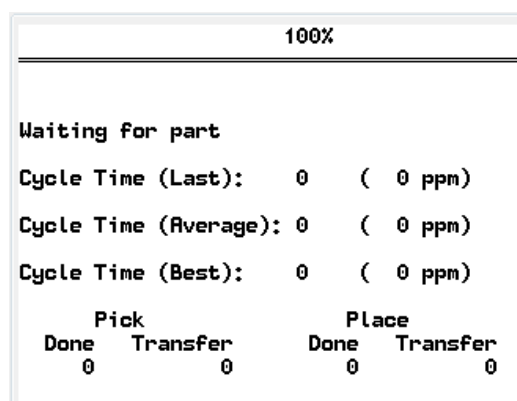 100%
Waiting for part
Cycle Time (Last): 0 ( 0 ppm)
Cycle Time (Average): 0 ( 0 ppm)
Cycle Time (Best): 0 ( 0 ppm)
Pick Place
Done Transfer Done Transfer
0 0 0 0